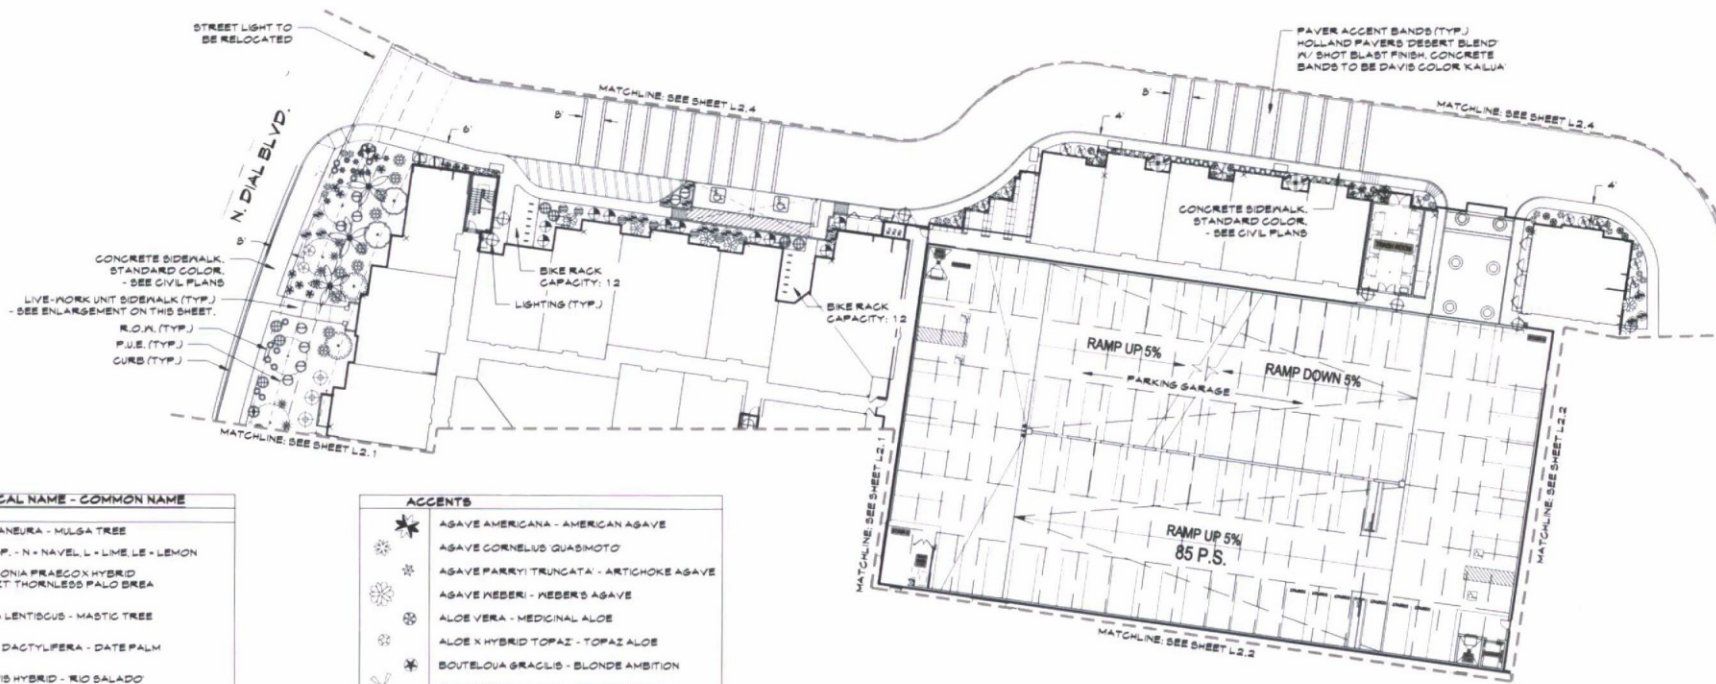 STREET LIGHT TO
BE RELOCATED
PAVER ACCENT BANDS (TYP.)
HOLLAND PAVERS 'DESERT BLEND'
W/ SHOT BLAST FINISH, CONCRETE
BANDS TO BE DAVIS COLOR 'KAILUA'
MATCHLINE: SEE SHEET L2.4
MATCHLINE: SEE SHEET L2.4
N. DIAL BLVD.
6'
4'
4'
CONCRETE SIDEWALK,
STANDARD COLOR.
- SEE CIVIL PLANS
CONCRETE SIDEWALK,
STANDARD COLOR.
- SEE CIVIL PLANS
LIVE-WORK UNIT SIDEWALK (TYP.)
- SEE ENLARGEMENT ON THIS SHEET.
R.O.W. (TYP.)
P.U.E. (TYP.)
CURB (TYP.)
BIKE RACK
CAPACITY: 12
LIGHTING (TYP.)
BIKE RACK
CAPACITY: 12
RAMP UP 5%
RAMP DOWN 5%
PARKING GARAGE
RAMP UP 5%
85 P.S.
MATCHLINE: SEE SHEET L2.1
MATCHLINE: SEE SHEET L2.1
MATCHLINE: SEE SHEET L2.2
MATCHLINE: SEE SHEET L2.2
CAL NAME - COMMON NAME
ANEURA - MULGA TREE
P. - N = NAVEL, L = LIME, LE = LEMON
ONIA PRAECOX HYBRID
CT THORNLESS PALO BREA
LENTISCUS - MASTIC TREE
DACTYLIFERA - DATE PALM
IS HYBRID - 'RIO SALADO'
ACCENTS
AGAVE AMERICANA - AMERICAN AGAVE
AGAVE CORNELIUS 'QUASIMOTO'
AGAVE PARRYI 'TRUNCATA' - ARTICHOKE AGAVE
AGAVE WEBERI - WEBER'S AGAVE
ALOE VERA - MEDICINAL ALOE
ALOE X HYBRID 'TOPAZ' - TOPAZ ALOE
BOUTELOUA GRACILIS - BLONDE AMBITION